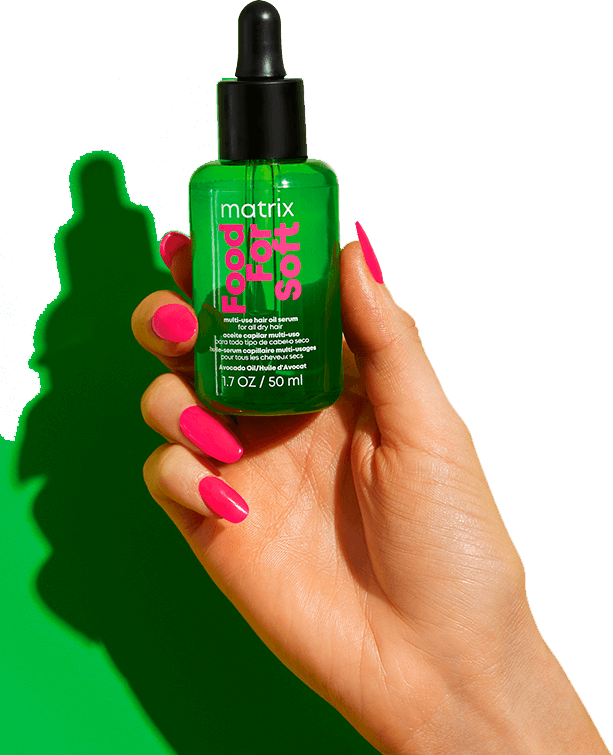 matrix
Food
For
Soft
multi-use hair oil serum
for all dry hair
aceite capilar multi-uso
para todo tipo de cabello seco
huile-serum capillaire multi-usages
pour tous les cheveux secs
Avocado Oil/Huile d'Avocat
1.7 OZ / 50 ml